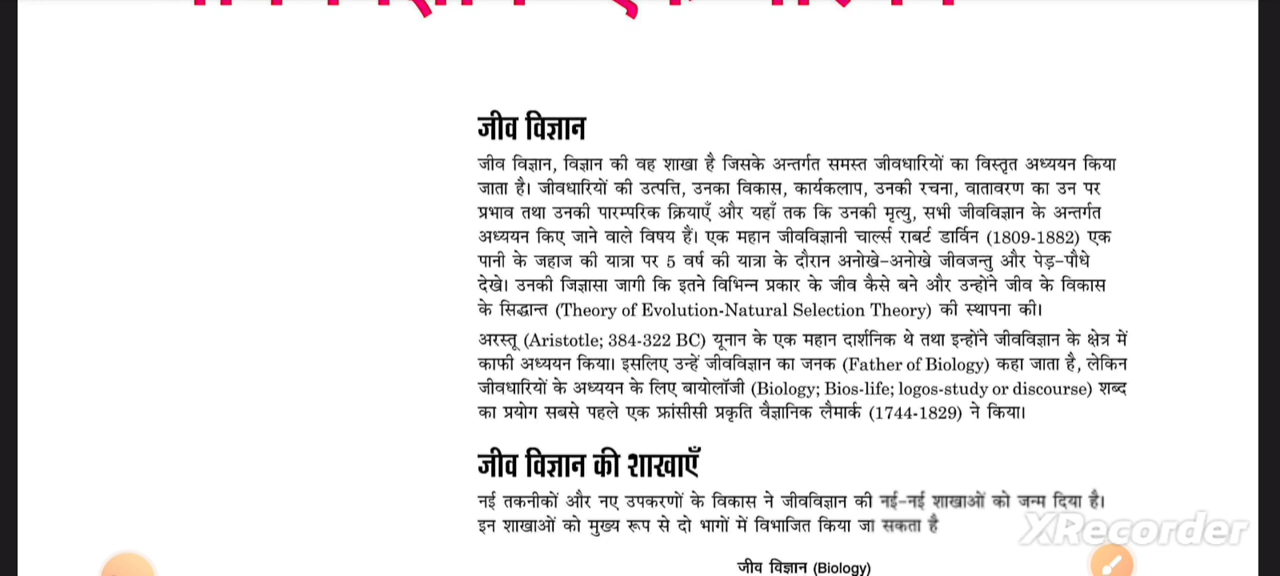 जीव विज्ञान
जीव विज्ञान, विज्ञान की वह शाखा है जिसके अन्तर्गत समस्त जीवधारियों का विस्तृत अध्ययन किया
जाता है। जीवधारियों की उत्पत्ति, उनका विकास, कार्यकलाप, उनकी रचना, वातावरण का उन पर
प्रभाव तथा उनकी पारम्परिक क्रियाएँ और यहाँ तक कि उनकी मृत्यु, सभी जीवविज्ञान के अन्तर्गत
अध्ययन किए जाने वाले विषय हैं। एक महान जीवविज्ञानी चार्ल्स राबर्ट डार्विन (1809-1882) एक
पानी के जहाज की यात्रा पर 5 वर्ष की यात्रा के दौरान अनोखे-अनोखे जीवजन्तु और पेड़-पौधे
देखे। उनकी जिज्ञासा जागी कि इतने विभिन्न प्रकार के जीव कैसे बने और उन्होंने जीव के विकास
के सिद्धान्त (Theory of Evolution-Natural Selection Theory) की स्थापना की।
अरस्तू (Aristotle; 384-322 BC) यूनान के एक महान दार्शनिक थे तथा इन्होंने जीवविज्ञान के क्षेत्र में
काफी अध्ययन किया। इसलिए उन्हें जीवविज्ञान का जनक (Father of Biology) कहा जाता है, लेकिन
जीवधारियों के अध्ययन के लिए बायोलॉजी (Biology; Bios-life; logos-study or discourse) शब्द
का प्रयोग सबसे पहले एक फ्रांसीसी प्रकृति वैज्ञानिक लैमार्क (1744-1829) ने किया।
जीव विज्ञान की शाखाएँ
नई तकनीकों और नए उपकरणों के विकास ने जीवविज्ञान की नई-नई शाखाओं को जन्म दिया है।
इन शाखाओं को मुख्य रूप से दो भागों में विभाजित किया जा सकता है
XRecorder
जीव विज्ञान (Biology)